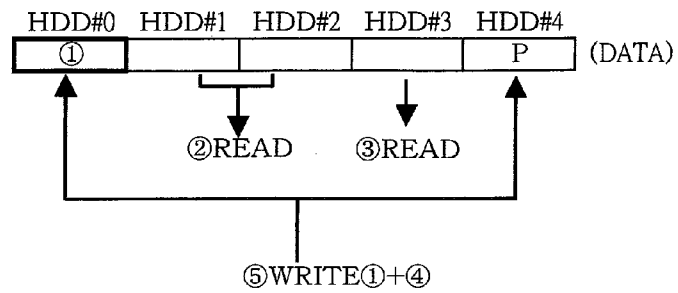 HDD#0 HDD#1 HDD#2 HDD#3 HDD#4
① P (DATA)
②READ ③READ
⑤WRITE①+④